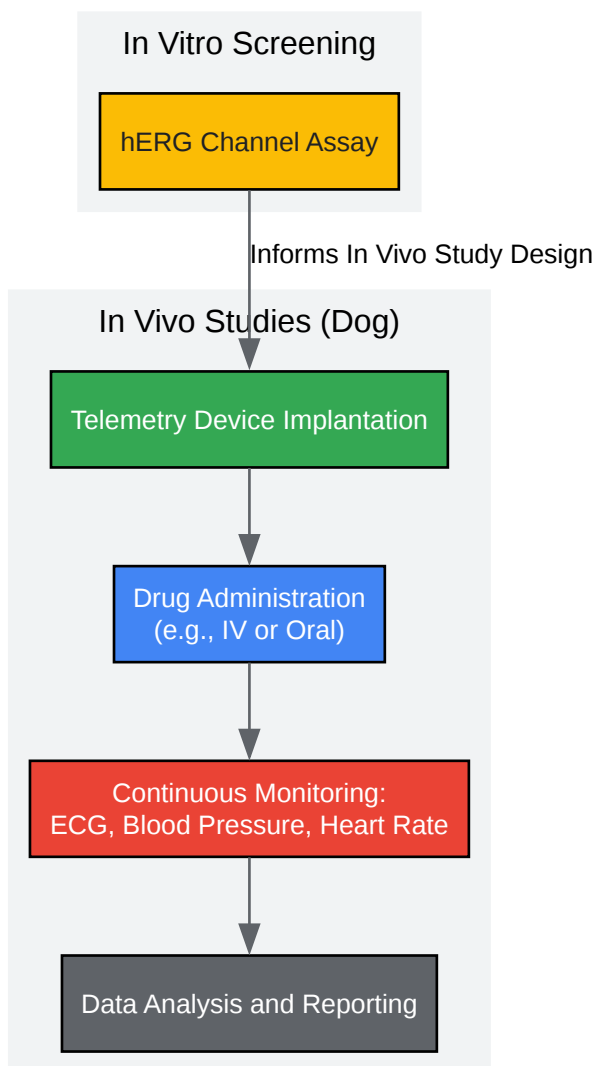 In Vitro Screening
hERG Channel Assay
Informs In Vivo Study Design
In Vivo Studies (Dog)
Telemetry Device Implantation
Drug Administration
(e.g., IV or Oral)
Continuous Monitoring:
ECG, Blood Pressure, Heart Rate
Data Analysis and Reporting